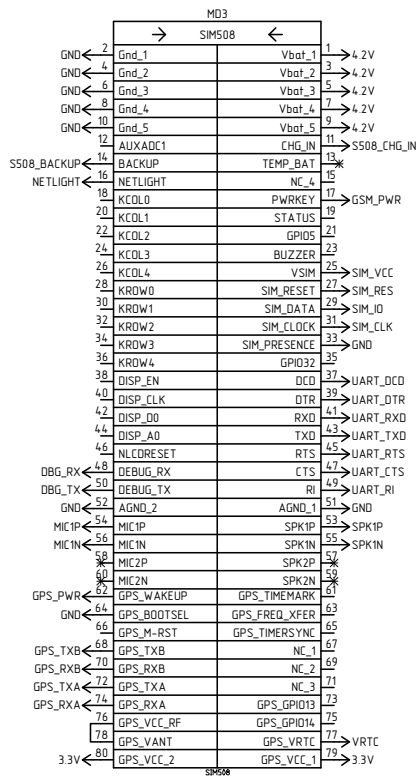 MD3
SIM508
GND 2 Gnd_1 Vbat_1 1 4.2V
GND 4 Gnd_2 Vbat_2 3 4.2V
GND 6 Gnd_3 Vbat_3 5 4.2V
GND 8 Gnd_4 Vbat_4 7 4.2V
GND 10 Gnd_5 Vbat_5 9 4.2V
12 AUXADC1 CHG_IN 11 S508_CHG_IN
S508_BACKUP 14 BACKUP TEMP_BAT 13
NETLIGHT 16 NETLIGHT NC_4 15
18 KCOL0 PWRKEY 17 GSM_PWR
20 KCOL1 STATUS 19
22 KCOL2 GPIO5 21
24 KCOL3 BUZZER 23
26 KCOL4 VSIM 25 SIM_VCC
28 KROW0 SIM_RESET 27 SIM_RES
30 KROW1 SIM_DATA 29 SIM_IO
32 KROW2 SIM_CLOCK 31 SIM_CLK
34 KROW3 SIM_PRESENCE 33 GND
36 KROW4 GPIO32 35
38 DISP_EN DCD 37 UART_DCD
40 DISP_CLK DTR 39 UART_DTR
42 DISP_D0 RXD 41 UART_RXD
44 DISP_A0 TXD 43 UART_TXD
46 NLCDRESET RTS 45 UART_RTS
DBG_RX 48 DEBUG_RX CTS 47 UART_CTS
DBG_TX 50 DEBUG_TX RI 49 UART_RI
GND 52 AGND_2 AGND_1 51 GND
MIC1P 54 MIC1P SPK1P 53 SPK1P
MIC1N 56 MIC1N SPK1N 55 SPK1N
58 MIC2P SPK2P 57
60 MIC2N SPK2N 59
GPS_PWR 62 GPS_WAKEUP GPS_TIMEMARK 61
GND 64 GPS_BOOTSEL GPS_FREQ_XFER 63
66 GPS_M-RST GPS_TIMERSYNC 65
GPS_TXB 68 GPS_TXB NC_1 67
GPS_RXB 70 GPS_RXB NC_2 69
GPS_TXA 72 GPS_TXA NC_3 71
GPS_RXA 74 GPS_RXA GPS_GPIO13 73
76 GPS_VCC_RF GPS_GPIO14 75
78 GPS_VANT GPS_VRTC 77 VRTC
3.3V 80 GPS_VCC_2 GPS_VCC_1 79 3.3V
SIM508